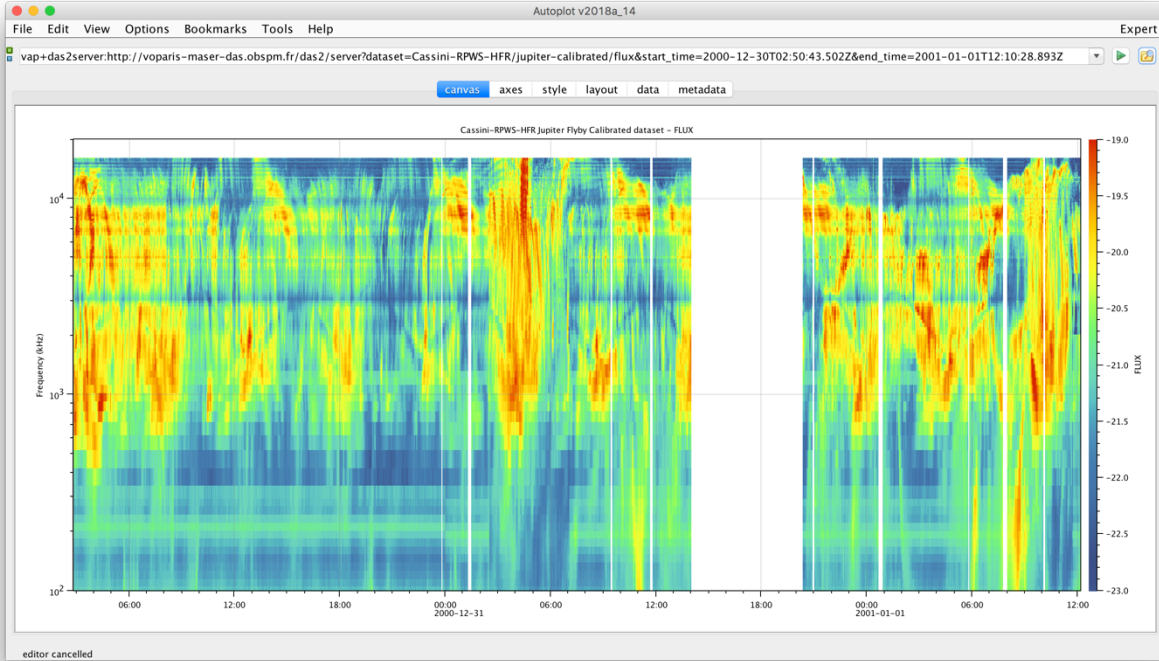 Autoplot v2018a_14
File Edit View Options Bookmarks Tools Help Expert
vap+das2server:http://voparis-maser-das.obspm.fr/das2/server?dataset=Cassini-RPWS-HFR/jupiter-calibrated/flux&start_time=2000-12-30T02:50:43.502Z&end_time=2001-01-01T12:10:28.893Z
canvas axes style layout data metadata
Cassini-RPWS-HFR Jupiter Flyby Calibrated dataset - FLUX
Frequency (kHz)
10⁴
10³
10²
06:00 12:00 18:00 00:00 06:00 12:00 18:00 00:00 06:00 12:00
2000-12-31 2001-01-01
-19.0
-19.5
-20.0
-20.5
-21.0
-21.5
-22.0
-22.5
-23.0
FLUX
editor cancelled